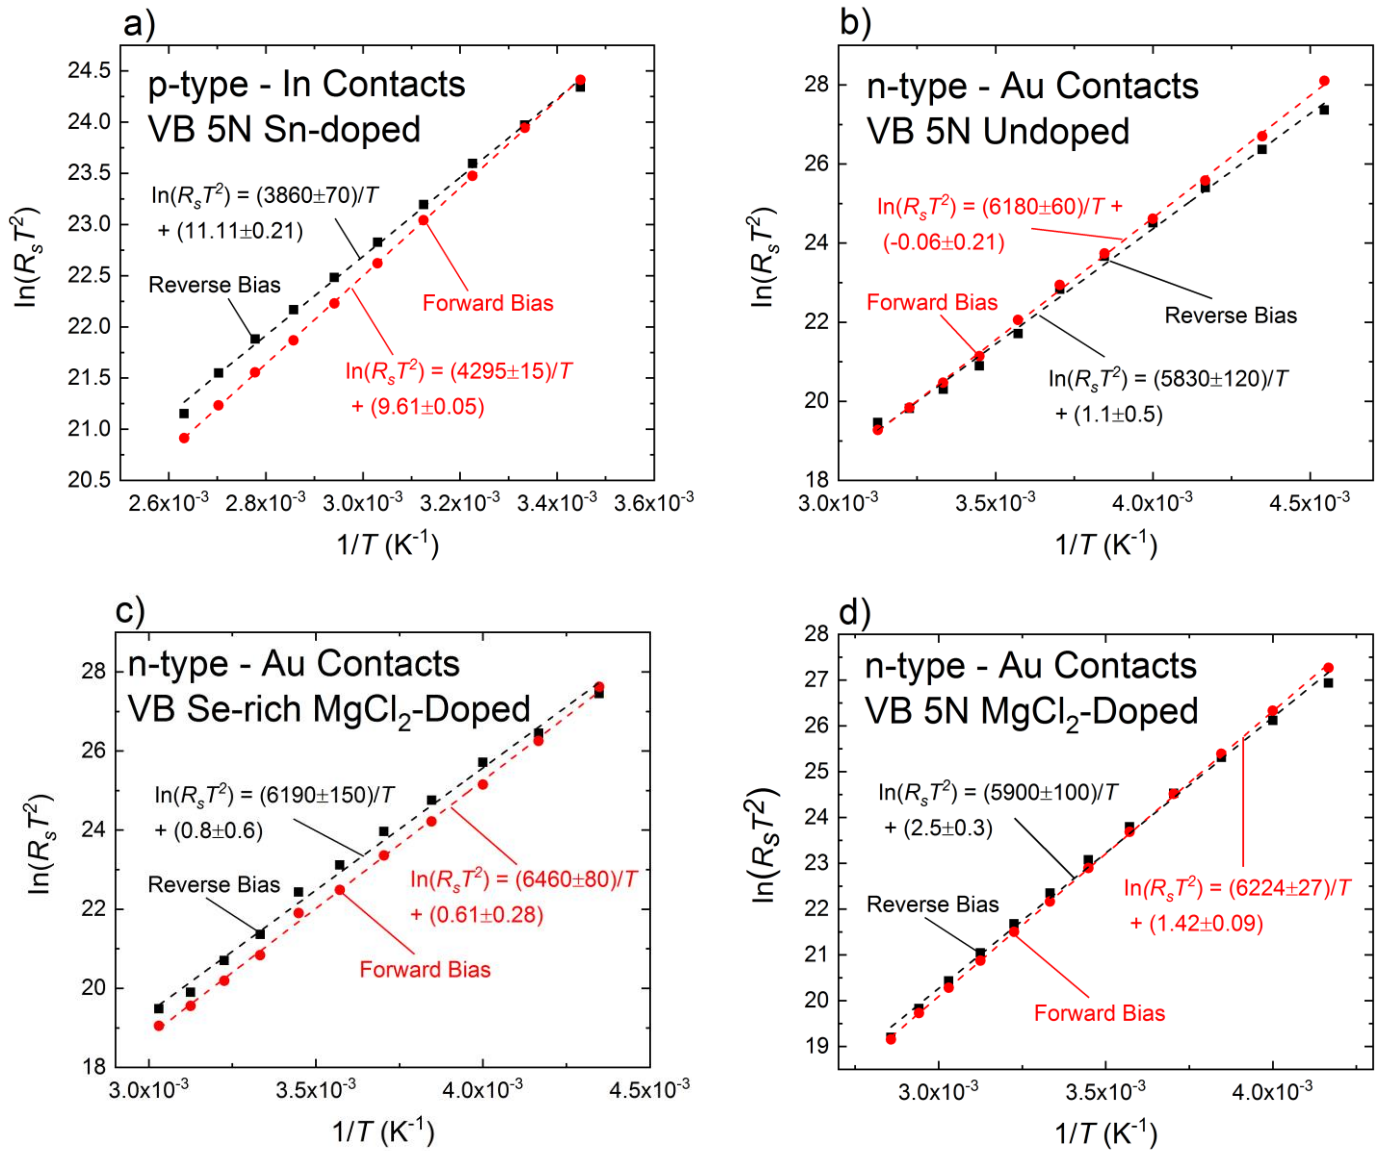 a)
p-type - In Contacts
VB 5N Sn-doped
ln(RsT²) = (3860±70)/T
+ (11.11±0.21)
Reverse Bias
Forward Bias
ln(RsT²) = (4295±15)/T
+ (9.61±0.05)
24.5
24.0
23.5
23.0
22.5
22.0
21.5
21.0
20.5
ln(RsT²)
2.6x10⁻³ 2.8x10⁻³ 3.0x10⁻³ 3.2x10⁻³ 3.4x10⁻³ 3.6x10⁻³
1/T (K⁻¹)
b)
n-type - Au Contacts
VB 5N Undoped
ln(RsT²) = (6180±60)/T +
(-0.06±0.21)
Forward Bias
Reverse Bias
ln(RsT²) = (5830±120)/T
+ (1.1±0.5)
28
26
24
22
20
18
ln(RsT²)
3.0x10⁻³ 3.5x10⁻³ 4.0x10⁻³ 4.5x10⁻³
1/T (K⁻¹)
c)
n-type - Au Contacts
VB Se-rich MgCl₂-Doped
ln(RsT²) = (6190±150)/T
+ (0.8±0.6)
Reverse Bias
ln(RsT²) = (6460±80)/T
+ (0.61±0.28)
Forward Bias
28
26
24
22
20
18
ln(RsT²)
3.0x10⁻³ 3.5x10⁻³ 4.0x10⁻³ 4.5x10⁻³
1/T (K⁻¹)
d)
n-type - Au Contacts
VB 5N MgCl₂-Doped
ln(RsT²) = (5900±100)/T
+ (2.5±0.3)
Reverse Bias
ln(RsT²) = (6224±27)/T
+ (1.42±0.09)
Forward Bias
28
27
26
25
24
23
22
21
20
19
ln(RST²)
3.0x10⁻³ 3.5x10⁻³ 4.0x10⁻³
1/T (K⁻¹)